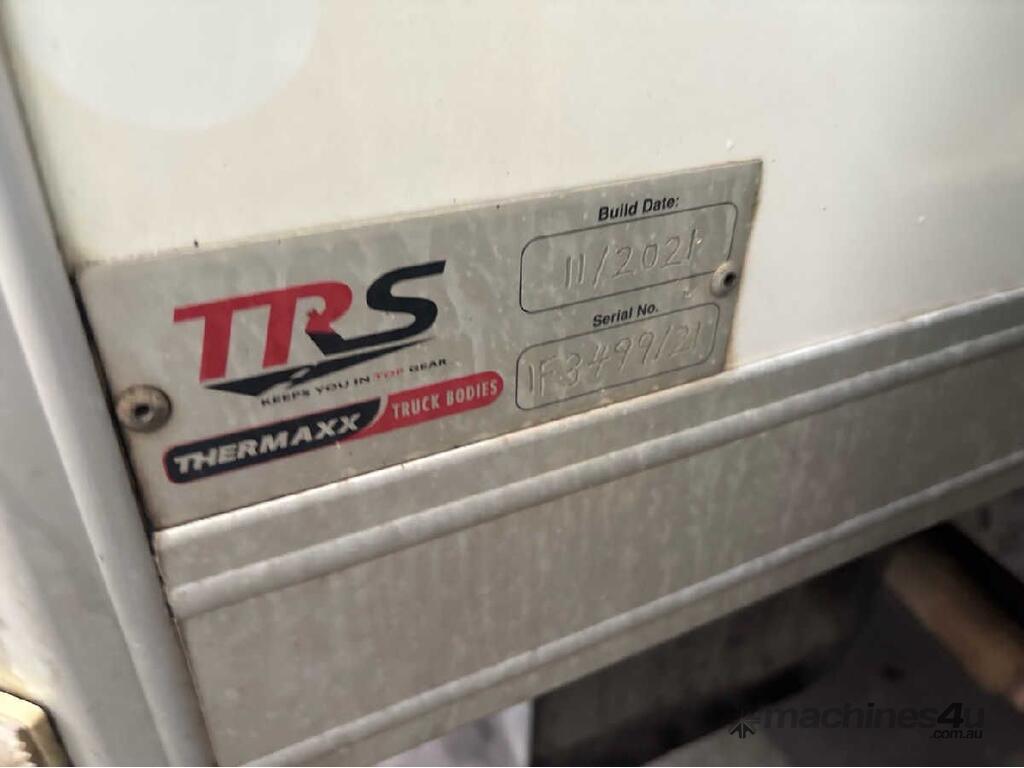 TRS
KEEPS YOU IN TOP GEAR
THERMAXX TRUCK BODIES
Build Date:
11/2021
Serial No.
1F3499/21
machines4u
.com.au